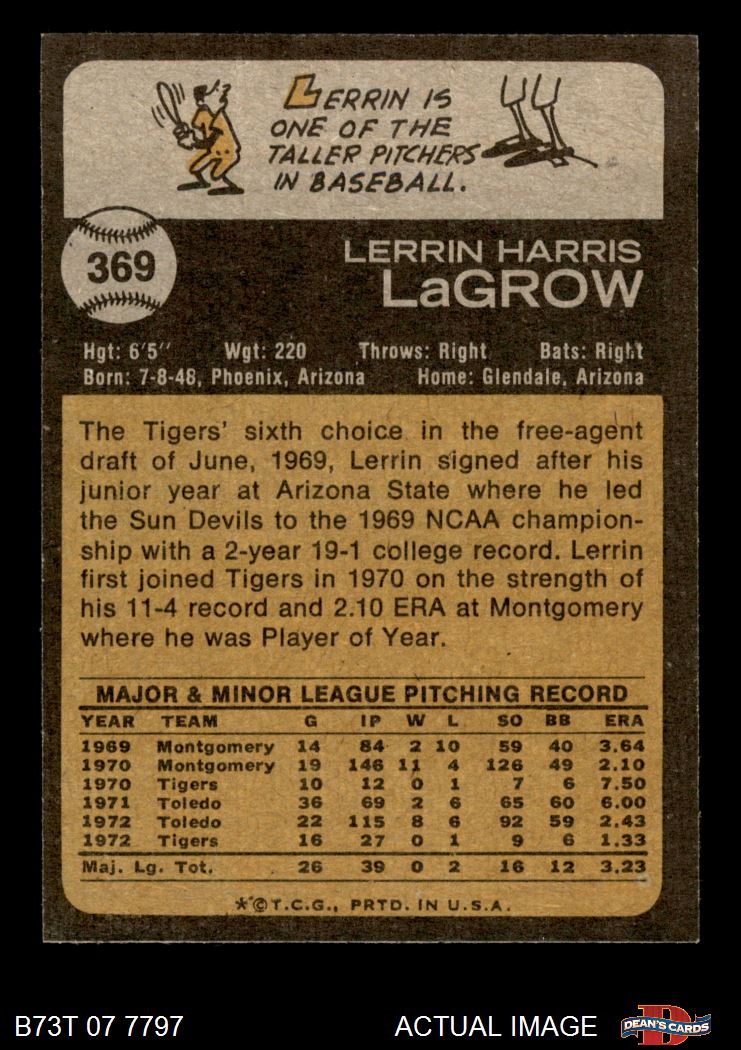 LERRIN IS
ONE OF THE
TALLER PITCHERS
IN BASEBALL.
369
LERRIN HARRIS
LaGROW
Hgt: 6'5" Wgt: 220 Throws: Right Bats: Right
Born: 7-8-48, Phoenix, Arizona Home: Glendale, Arizona
The Tigers' sixth choice in the free-agent
draft of June, 1969, Lerrin signed after his
junior year at Arizona State where he led
the Sun Devils to the 1969 NCAA champion-
ship with a 2-year 19-1 college record. Lerrin
first joined Tigers in 1970 on the strength of
his 11-4 record and 2.10 ERA at Montgomery
where he was Player of Year.
MAJOR & MINOR LEAGUE PITCHING RECORD
YEAR TEAM G IP W L SO BB ERA
1969 Montgomery 14 84 2 10 59 40 3.64
1970 Montgomery 19 146 11 4 126 49 2.10
1970 Tigers 10 12 0 1 7 6 7.50
1971 Toledo 36 69 2 6 65 60 6.00
1972 Toledo 22 115 8 6 92 59 2.43
1972 Tigers 16 27 0 1 9 6 1.33
Maj. Lg. Tot. 26 39 0 2 16 12 3.23
*©T.C.G., PRTD. IN U.S.A.
B73T 07 7797 ACTUAL IMAGE D DEAN'S CARDS